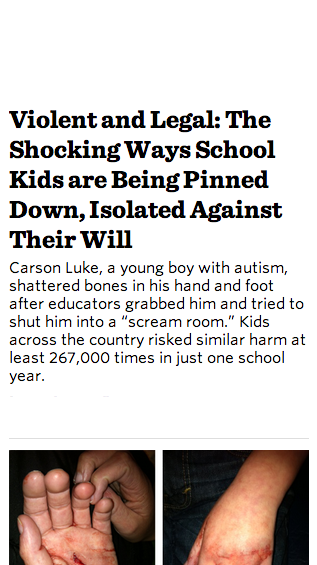 Violent and Legal: The
Shocking Ways School
Kids are Being Pinned
Down, Isolated Against
Their Will
Carson Luke, a young boy with autism,
shattered bones in his hand and foot
after educators grabbed him and tried to
shut him into a “scream room.” Kids
across the country risked similar harm at
least 267,000 times in just one school
year.